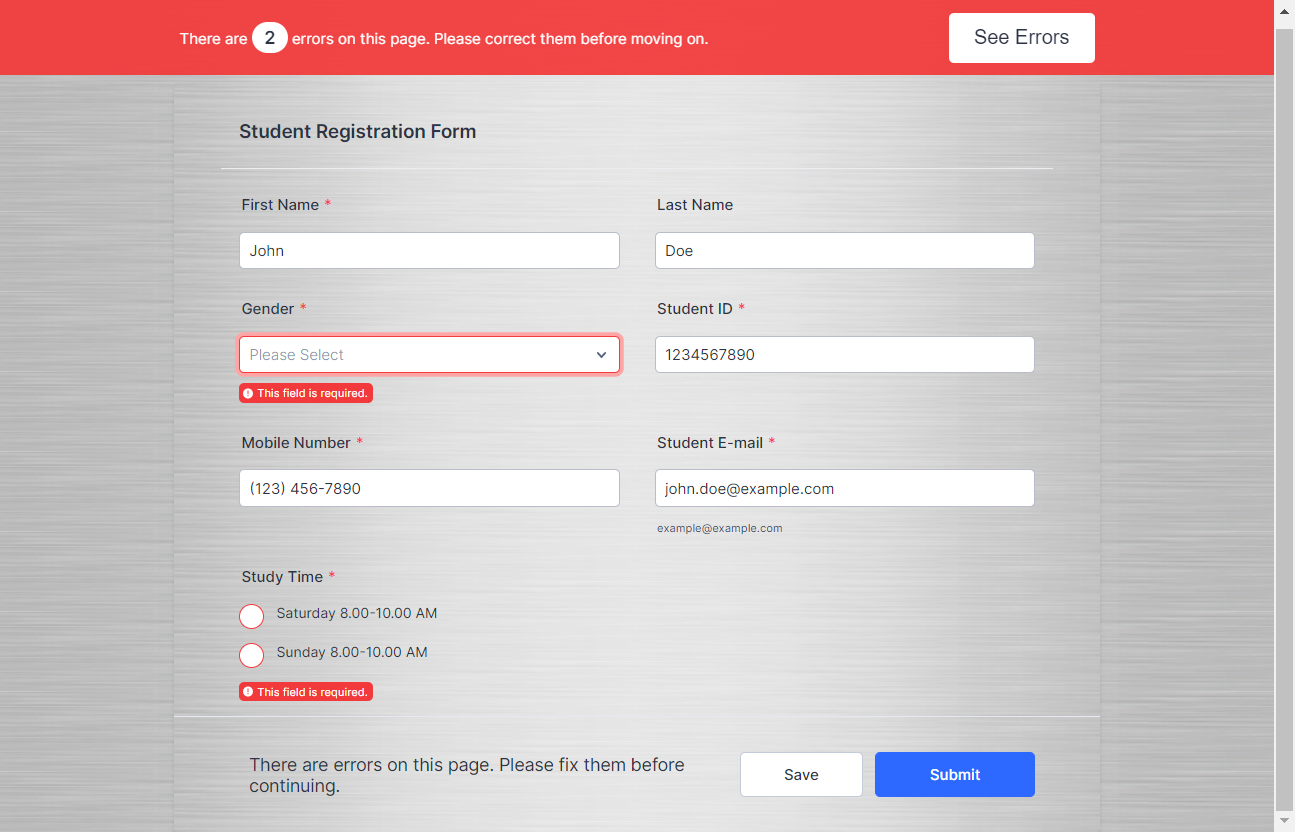 There are 2 errors on this page. Please correct them before moving on.
See Errors
Student Registration Form
First Name *
Last Name
John
Doe
Gender *
Student ID *
Please Select
1234567890
This field is required.
Mobile Number *
Student E-mail *
(123) 456-7890
john.doe@example.com
example@example.com
Study Time *
Saturday 8.00-10.00 AM
Sunday 8.00-10.00 AM
This field is required.
There are errors on this page. Please fix them before
continuing.
Save
Submit